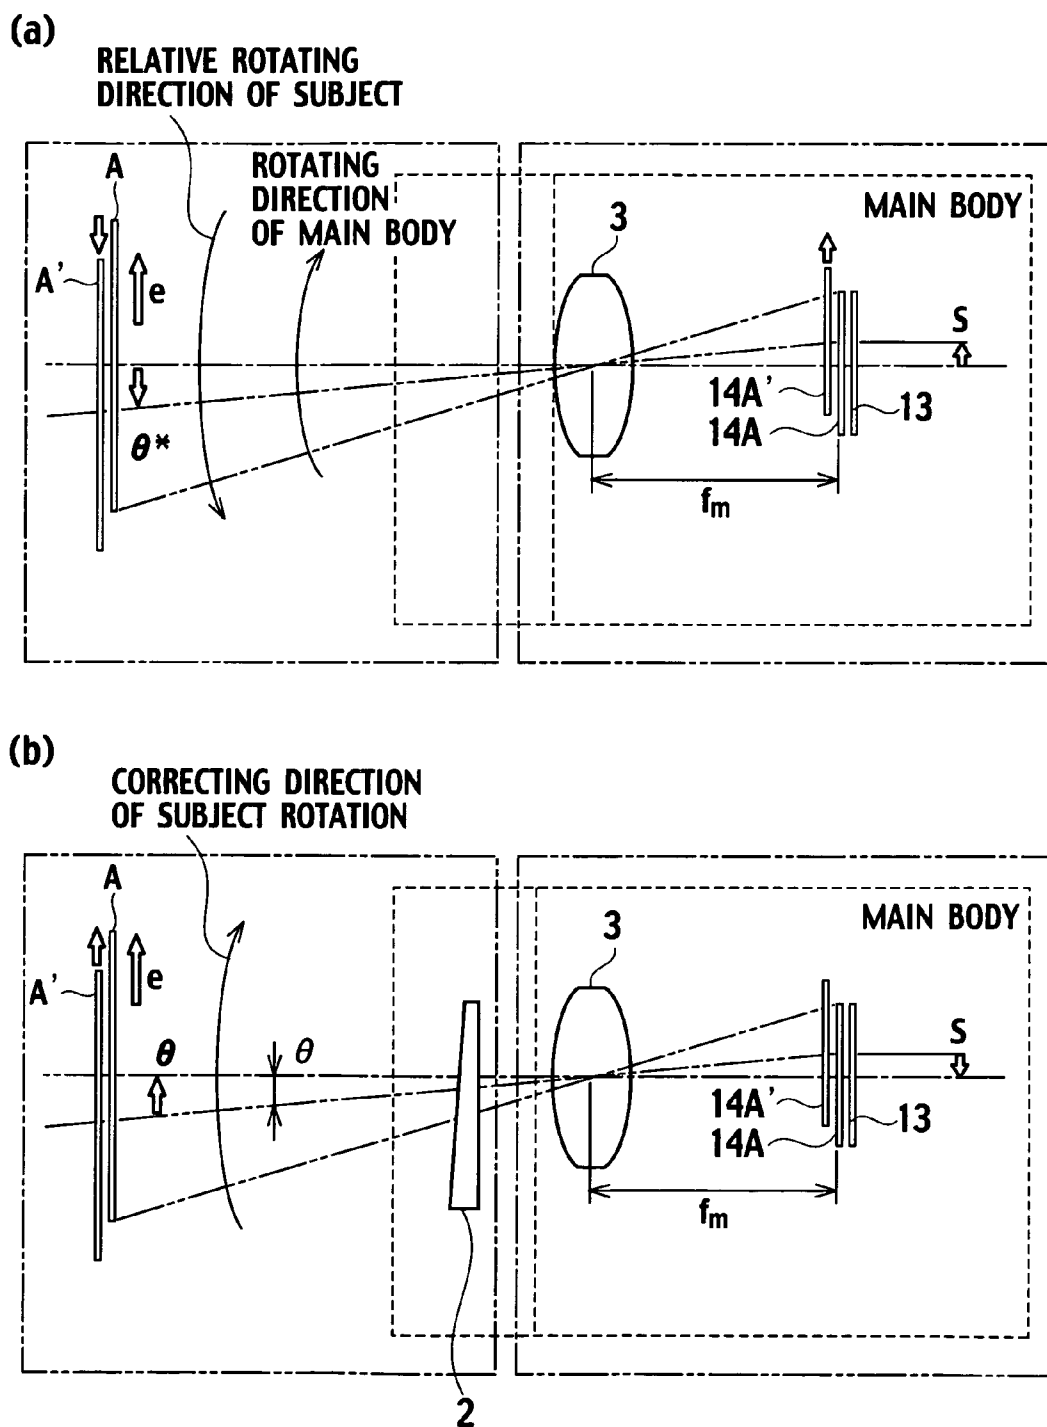 (a)
RELATIVE ROTATING
DIRECTION OF SUBJECT
A
ROTATING
DIRECTION
OF MAIN BODY
MAIN BODY
3
A'
e
S
θ*
14A'
14A
13
fm
(b)
CORRECTING DIRECTION
OF SUBJECT ROTATION
A
MAIN BODY
3
A'
e
S
θ
θ
14A'
14A
13
fm
2